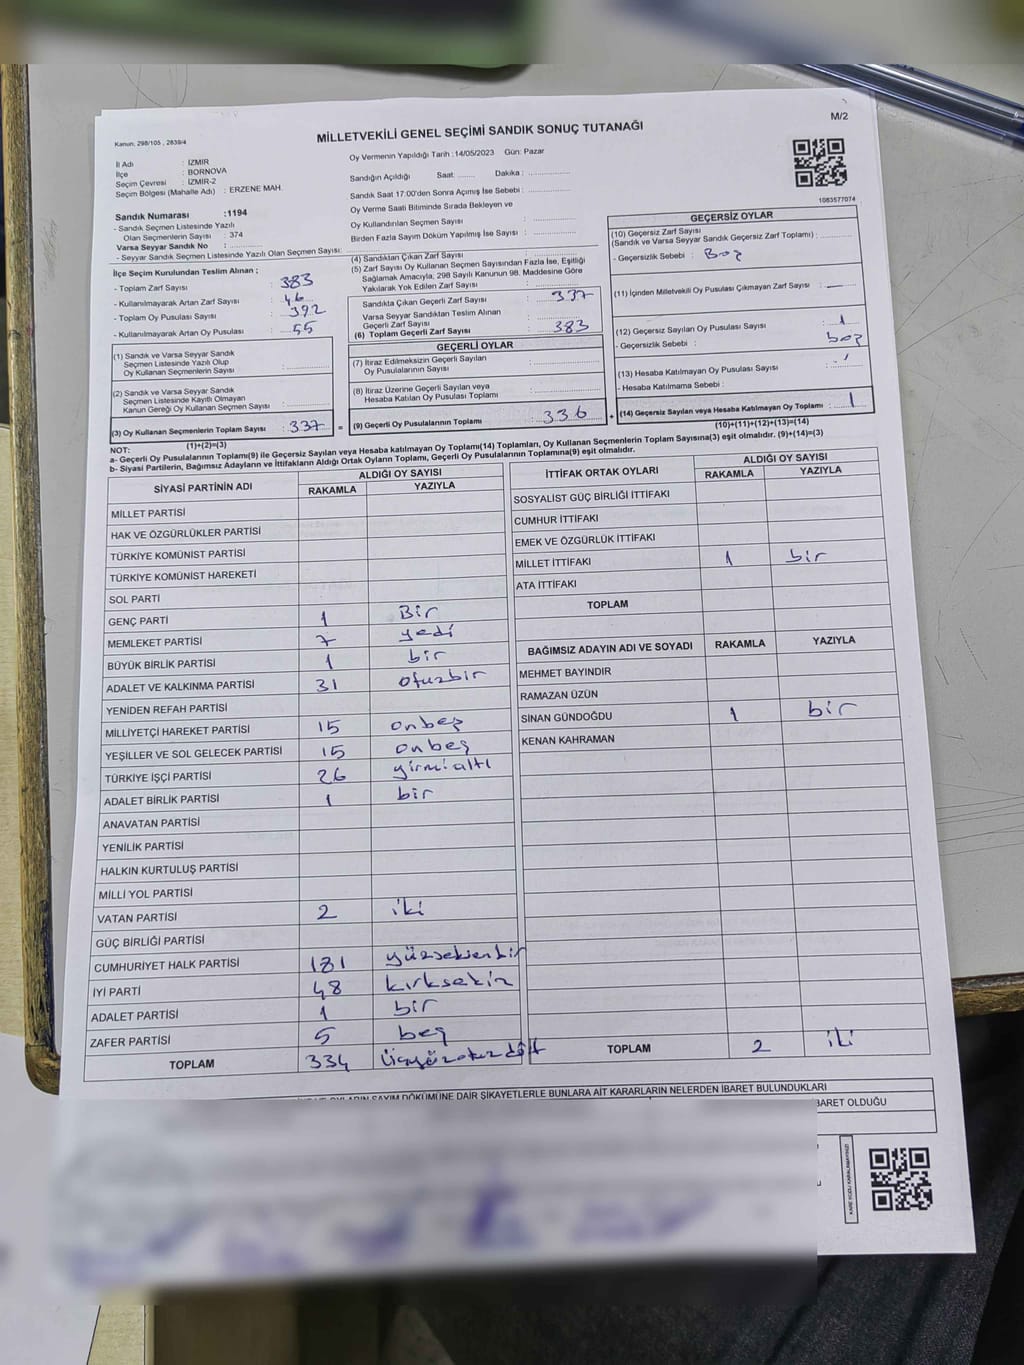 M/2
Kanun: 298/105 , 2839/4
MİLLETVEKİLİ GENEL SEÇİMİ SANDIK SONUÇ TUTANAĞI
İl Adı : İZMİR
İlçe : BORNOVA
Seçim Çevresi : İZMİR-2
Seçim Bölgesi (Mahalle Adı) : ERZENE MAH.
Sandık Numarası :1194
- Sandık Seçmen Listesinde Yazılı
Olan Seçmenlerin Sayısı : 374
Varsa Seyyar Sandık No : ............
- Seyyar Sandık Seçmen Listesinde Yazılı Olan Seçmen Sayısı:
Oy Vermenin Yapıldığı Tarih :14/05/2023 Gün: Pazar
Sandığın Açıldığı Saat: ...... Dakika : ............
Sandık Saat 17:00'den Sonra Açımış İse Sebebi : ............
Oy Verme Saati Bitiminde Sırada Bekleyen ve
Oy Kullandırılan Seçmen Sayısı : ............
Birden Fazla Sayım Döküm Yapılmış İse Sayısı : ............
1083577074
İlçe Seçim Kurulundan Teslim Alınan ;
- Toplam Zarf Sayısı : 383
- Kullanılmayarak Artan Zarf Sayısı : 46
- Toplam Oy Pusulası Sayısı : 392
- Kullanılmayarak Artan Oy Pusulası : 55
(1) Sandık ve Varsa Seyyar Sandık
Seçmen Listesinde Yazılı Olup
Oy Kullanan Seçmenlerin Sayısı : ............
(2) Sandık ve Varsa Seyyar Sandık
Seçmen Listesinde Kayıtlı Olmayan
Kanun Gereği Oy Kullanan Seçmen Sayısı : ............
(3) Oy Kullanan Seçmenlerin Toplam Sayısı : 337
(1)+(2)=(3)
(4) Sandıktan Çıkan Zarf Sayısı
(5) Zarf Sayısı Oy Kullanan Seçmen Sayısından Fazla İse, Eşitliği
Sağlamak Amacıyla, 298 Sayılı Kanunun 98. Maddesine Göre
Yakılarak Yok Edilen Zarf Sayısı : ............
Sandıkta Çıkan Geçerli Zarf Sayısı : 337
Varsa Seyyar Sandıktan Teslim Alınan
Geçerli Zarf Sayısı
(6) Toplam Geçerli Zarf Sayısı : 383
GEÇERLİ OYLAR
(7) İtiraz Edilmeksizin Geçerli Sayılan
Oy Pusulalarının Sayısı : ............
(8) İtiraz Üzerine Geçerli Sayılan veya
Hesaba Katılan Oy Pusulası Toplamı : ............
= (9) Geçerli Oy Pusulalarının Toplamı : 336 +
GEÇERSİZ OYLAR
(10) Geçersiz Zarf Sayısı
(Sandık ve Varsa Seyyar Sandık Geçersiz Zarf Toplamı) : ............
- Geçersizlik Sebebi : Boş
(11) İçinden Milletvekili Oy Pusulası Çıkmayan Zarf Sayısı : —
(12) Geçersiz Sayılan Oy Pusulası Sayısı : 1
- Geçersizlik Sebebi : boş
(13) Hesaba Katılmayan Oy Pusulası Sayısı
- Hesaba Katılmama Sebebi :
(14) Geçersiz Sayılan veya Hesaba Katılmayan Oy Toplamı : 1
(10)+(11)+(12)+(13)=(14)
NOT:
a- Geçerli Oy Pusulalarının Toplamı(9) ile Geçersiz Sayılan veya Hesaba Katılmayan Oy Toplamı(14) Toplamları, Oy Kullanan Seçmenlerin Toplam Sayısına(3) eşit olmalıdır. (9)+(14)=(3)
b- Siyasi Partilerin, Bağımsız Adayların ve İttifakların Aldığı Ortak Oyların Toplamı, Geçerli Oy Pusulalarının Toplamına(9) eşit olmalıdır.
SİYASİ PARTİNİN ADI ALDIĞI OY SAYISI
RAKAMLA YAZIYLA
MİLLET PARTİSİ
HAK VE ÖZGÜRLÜKLER PARTİSİ
TÜRKİYE KOMÜNİST PARTİSİ
TÜRKİYE KOMÜNİST HAREKETİ
SOL PARTİ
GENÇ PARTİ 1 Bir
MEMLEKET PARTİSİ 7 yedi
BÜYÜK BİRLİK PARTİSİ 1 bir
ADALET VE KALKINMA PARTİSİ 31 otuzbir
YENİDEN REFAH PARTİSİ
MİLLİYETÇİ HAREKET PARTİSİ 15 onbeş
YEŞİLLER VE SOL GELECEK PARTİSİ 15 onbeş
TÜRKİYE İŞÇİ PARTİSİ 26 yirmialtı
ADALET BİRLİK PARTİSİ 1 bir
ANAVATAN PARTİSİ
YENİLİK PARTİSİ
HALKIN KURTULUŞ PARTİSİ
MİLLİ YOL PARTİSİ
VATAN PARTİSİ 2 iki
GÜÇ BİRLİĞİ PARTİSİ
CUMHURİYET HALK PARTİSİ 181 yüzseksenbir
İYİ PARTİ 48 kırksekiz
ADALET PARTİSİ 1 bir
ZAFER PARTİSİ 5 beş
TOPLAM 334
İTTİFAK ORTAK OYLARI ALDIĞI OY SAYISI
RAKAMLA YAZIYLA
SOSYALIST GÜÇ BİRLİĞİ İTTİFAKI
CUMHUR İTTİFAKI
EMEK VE ÖZGÜRLÜK İTTİFAKI
MİLLET İTTİFAKI 1 bir
ATA İTTİFAKI
TOPLAM
BAĞIMSIZ ADAYIN ADI VE SOYADI RAKAMLA YAZIYLA
MEHMET BAYINDIR
RAMAZAN ÜZÜN
SİNAN GÜNDOĞDU 1 bir
KENAN KAHRAMAN
TOPLAM 2 iki
OYLARIN SAYIM DÖKÜMÜNE DAİR ŞİKAYETLERLE BUNLARA AİT KARARLARIN NELERDEN İBARET BULUNDUKLARI
İBARET OLDUĞU